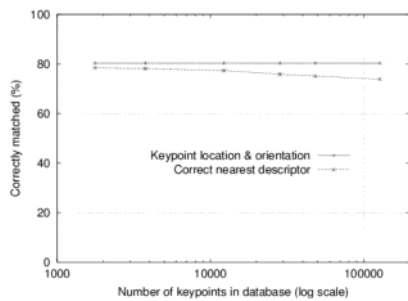 100
80
60
40
20
0
Correctly matched (%)
Keypoint location & orientation
Correct nearest descriptor
1000 10000 100000
Number of keypoints in database (log scale)